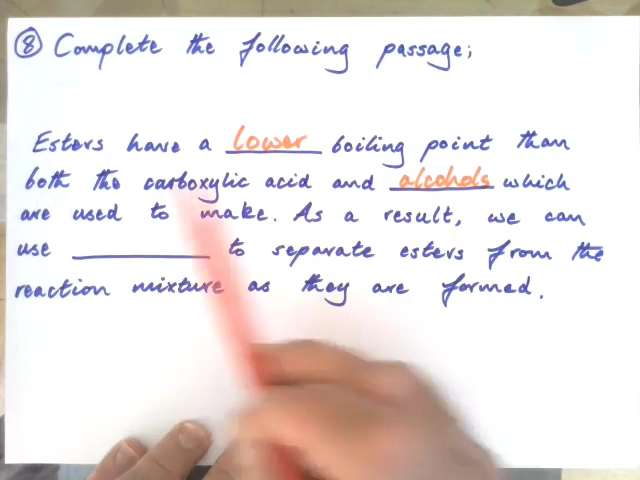 8 Complete the following passage;
Esters have a lower boiling point than
both the carboxylic acid and alcohols which
are used to make. As a result, we can
use __________ to separate esters from the
reaction mixture as they are formed.